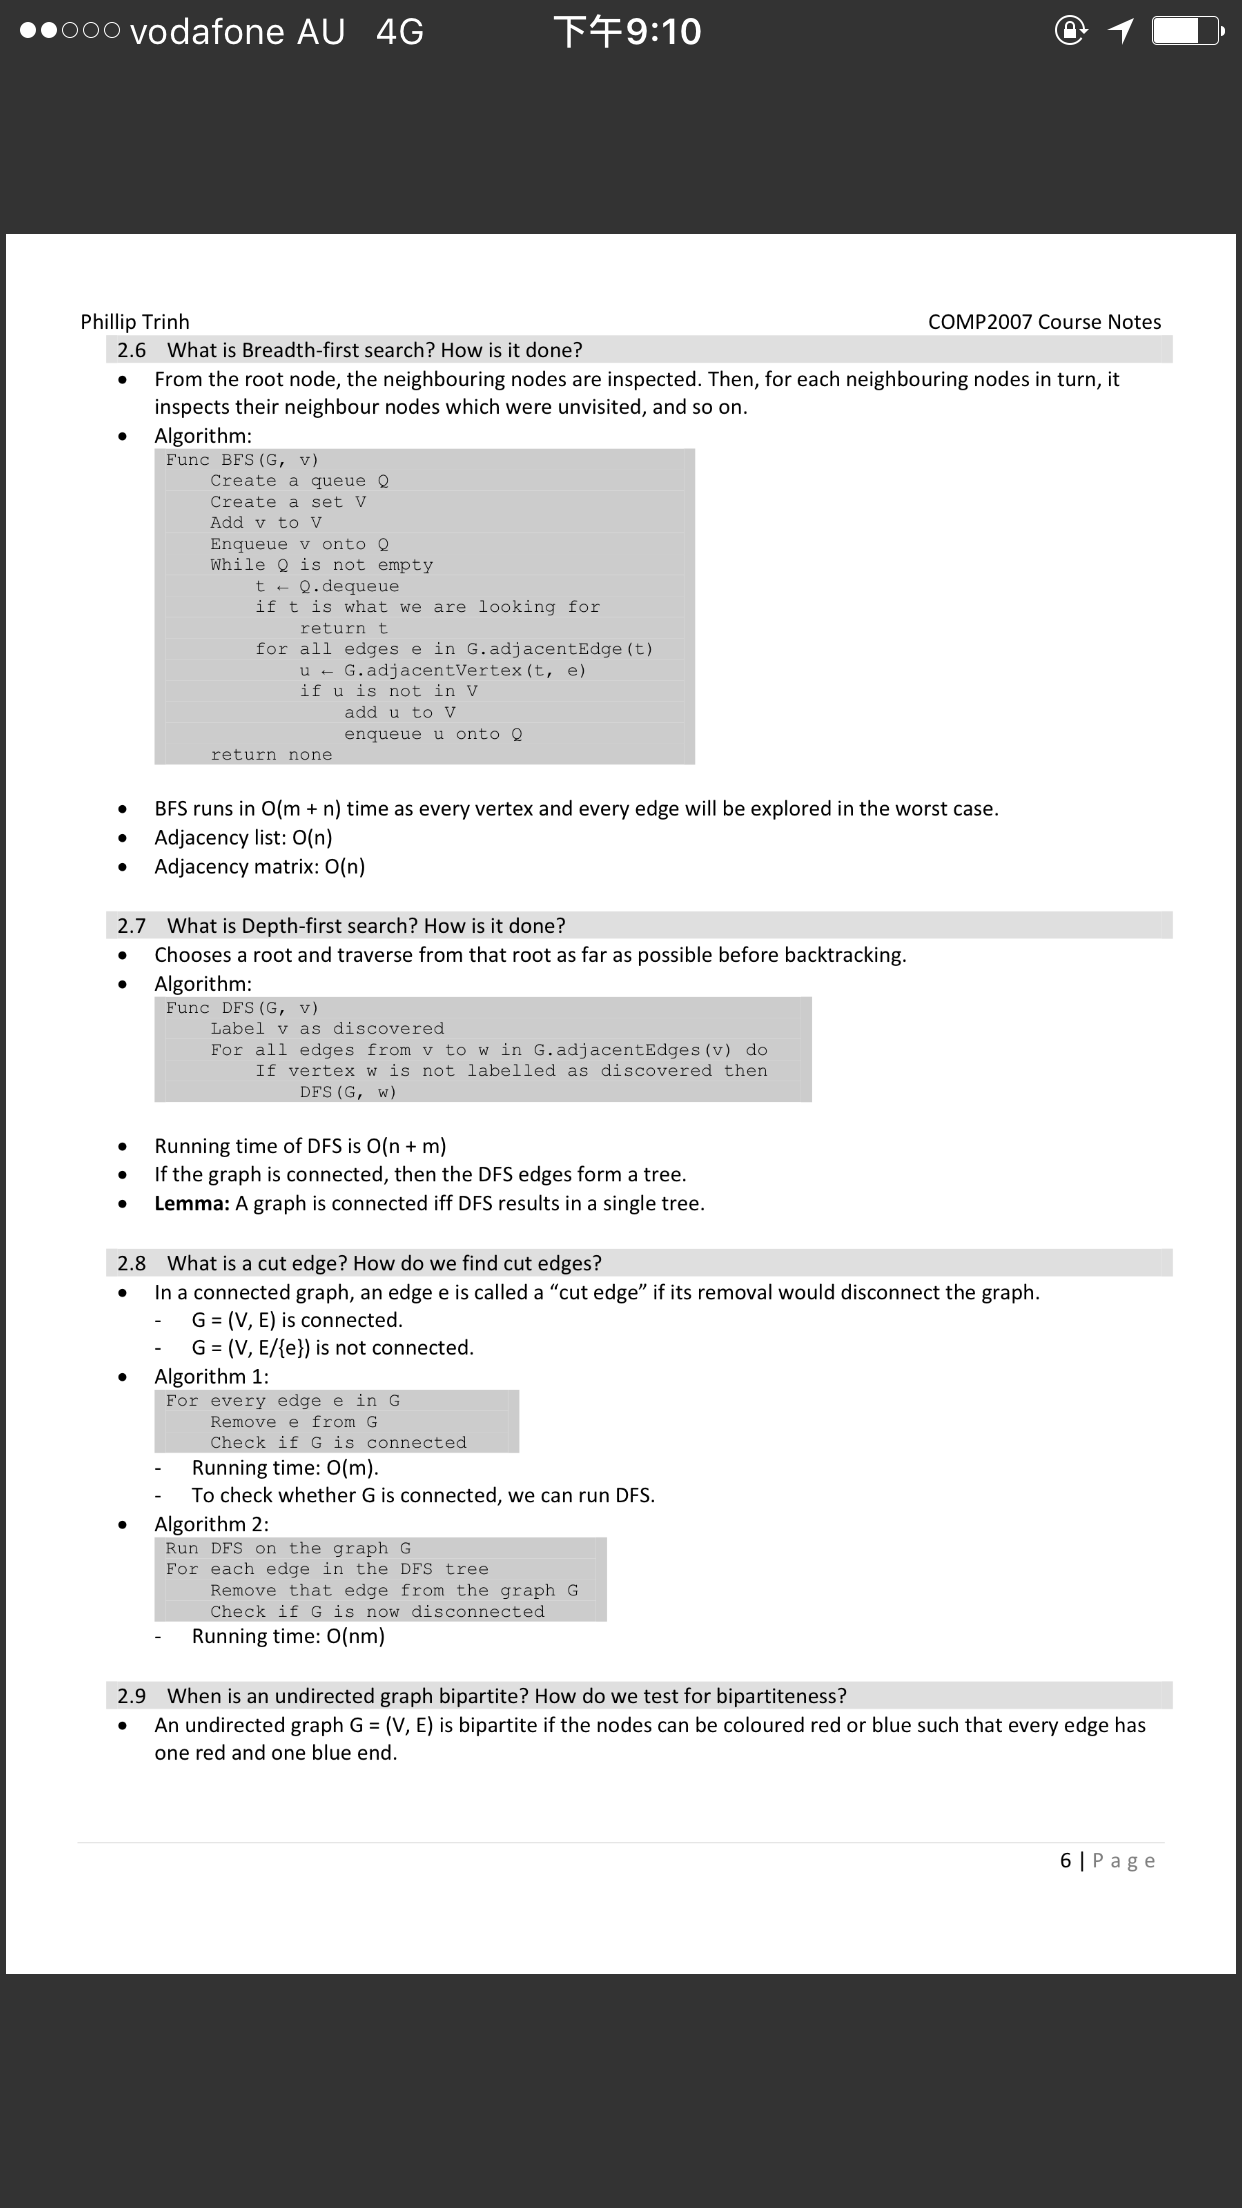 vodafone AU 4G 下午9:10
Phillip Trinh COMP2007 Course Notes
2.6 What is Breadth-first search? How is it done?
• From the root node, the neighbouring nodes are inspected. Then, for each neighbouring nodes in turn, it
inspects their neighbour nodes which were unvisited, and so on.
• Algorithm:
Func BFS(G, v)
Create a queue Q
Create a set V
Add v to V
Enqueue v onto Q
While Q is not empty
t ← Q.dequeue
if t is what we are looking for
return t
for all edges e in G.adjacentEdge(t)
u ← G.adjacentVertex(t, e)
if u is not in V
add u to V
enqueue u onto Q
return none
• BFS runs in O(m + n) time as every vertex and every edge will be explored in the worst case.
• Adjacency list: O(n)
• Adjacency matrix: O(n)
2.7 What is Depth-first search? How is it done?
• Chooses a root and traverse from that root as far as possible before backtracking.
• Algorithm:
Func DFS(G, v)
Label v as discovered
For all edges from v to w in G.adjacentEdges(v) do
If vertex w is not labelled as discovered then
DFS(G, w)
• Running time of DFS is O(n + m)
• If the graph is connected, then the DFS edges form a tree.
• Lemma: A graph is connected iff DFS results in a single tree.
2.8 What is a cut edge? How do we find cut edges?
• In a connected graph, an edge e is called a “cut edge” if its removal would disconnect the graph.
- G = (V, E) is connected.
- G = (V, E/{e}) is not connected.
• Algorithm 1:
For every edge e in G
Remove e from G
Check if G is connected
- Running time: O(m).
- To check whether G is connected, we can run DFS.
• Algorithm 2:
Run DFS on the graph G
For each edge in the DFS tree
Remove that edge from the graph G
Check if G is now disconnected
- Running time: O(nm)
2.9 When is an undirected graph bipartite? How do we test for bipartiteness?
• An undirected graph G = (V, E) is bipartite if the nodes can be coloured red or blue such that every edge has
one red and one blue end.
6 | Page